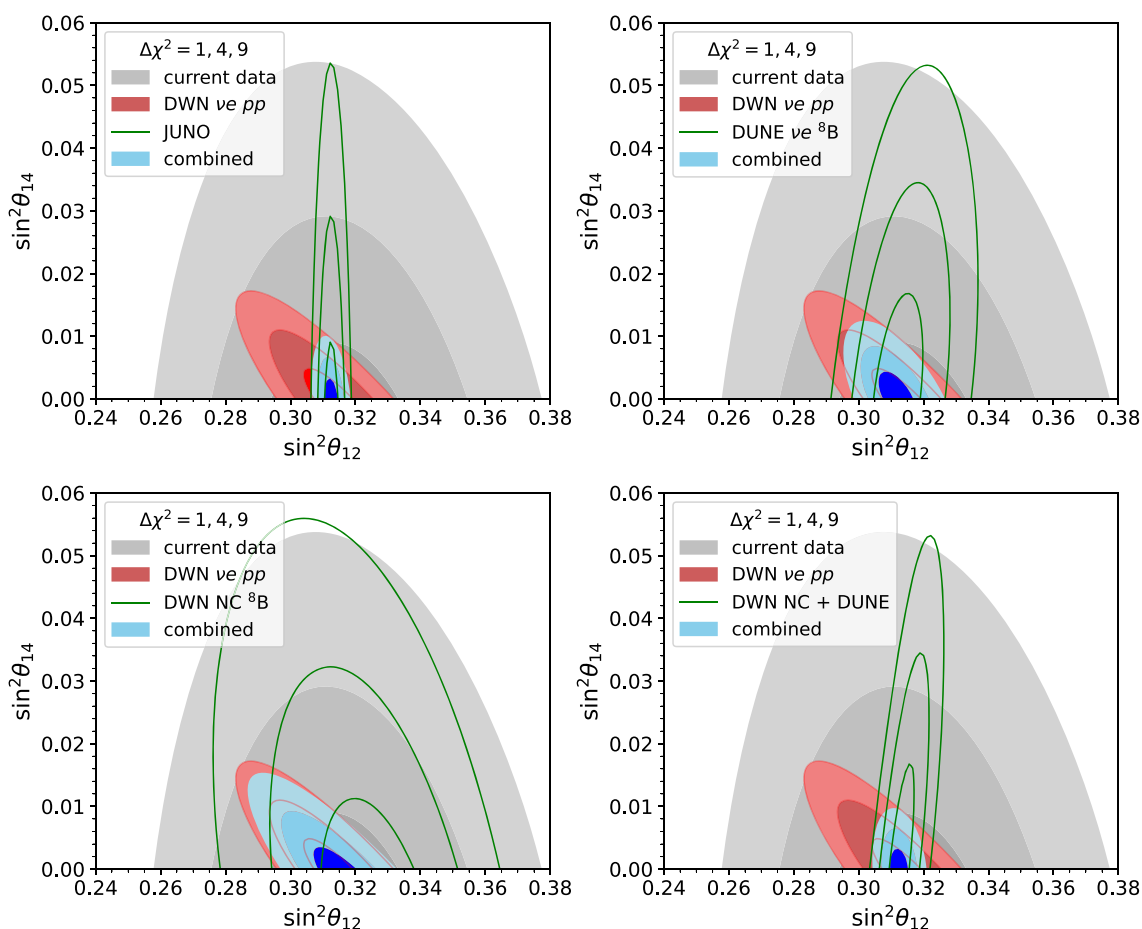 Δχ² = 1, 4, 9
current data
DWN νe pp
JUNO
combined
0.06
0.05
0.04
0.03
0.02
0.01
0.00
sin²θ₁₄
0.24 0.26 0.28 0.30 0.32 0.34 0.36 0.38
sin²θ₁₂
Δχ² = 1, 4, 9
current data
DWN νe pp
DUNE νe ⁸B
combined
0.06
0.05
0.04
0.03
0.02
0.01
0.00
sin²θ₁₄
0.24 0.26 0.28 0.30 0.32 0.34 0.36 0.38
sin²θ₁₂
Δχ² = 1, 4, 9
current data
DWN νe pp
DWN NC ⁸B
combined
0.06
0.05
0.04
0.03
0.02
0.01
0.00
sin²θ₁₄
0.24 0.26 0.28 0.30 0.32 0.34 0.36 0.38
sin²θ₁₂
Δχ² = 1, 4, 9
current data
DWN νe pp
DWN NC + DUNE
combined
0.06
0.05
0.04
0.03
0.02
0.01
0.00
sin²θ₁₄
0.24 0.26 0.28 0.30 0.32 0.34 0.36 0.38
sin²θ₁₂